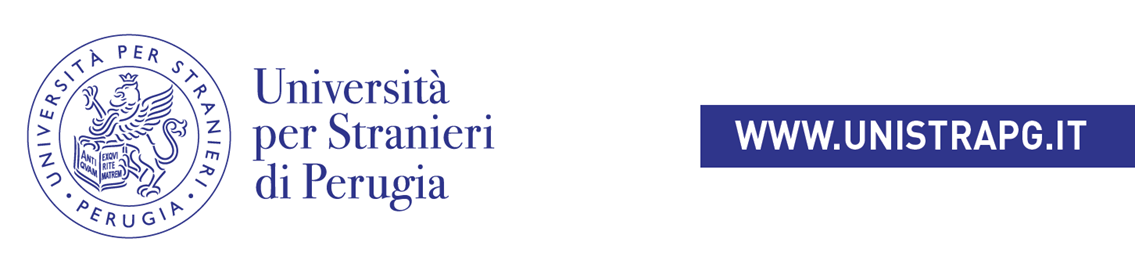 UNIVERSITÀ PER STRANIERI
• PERUGIA •
ANTI
QVAM
EXQVI
RITE
MATREM
Università
per Stranieri
di Perugia
WWW.UNISTRAPG.IT